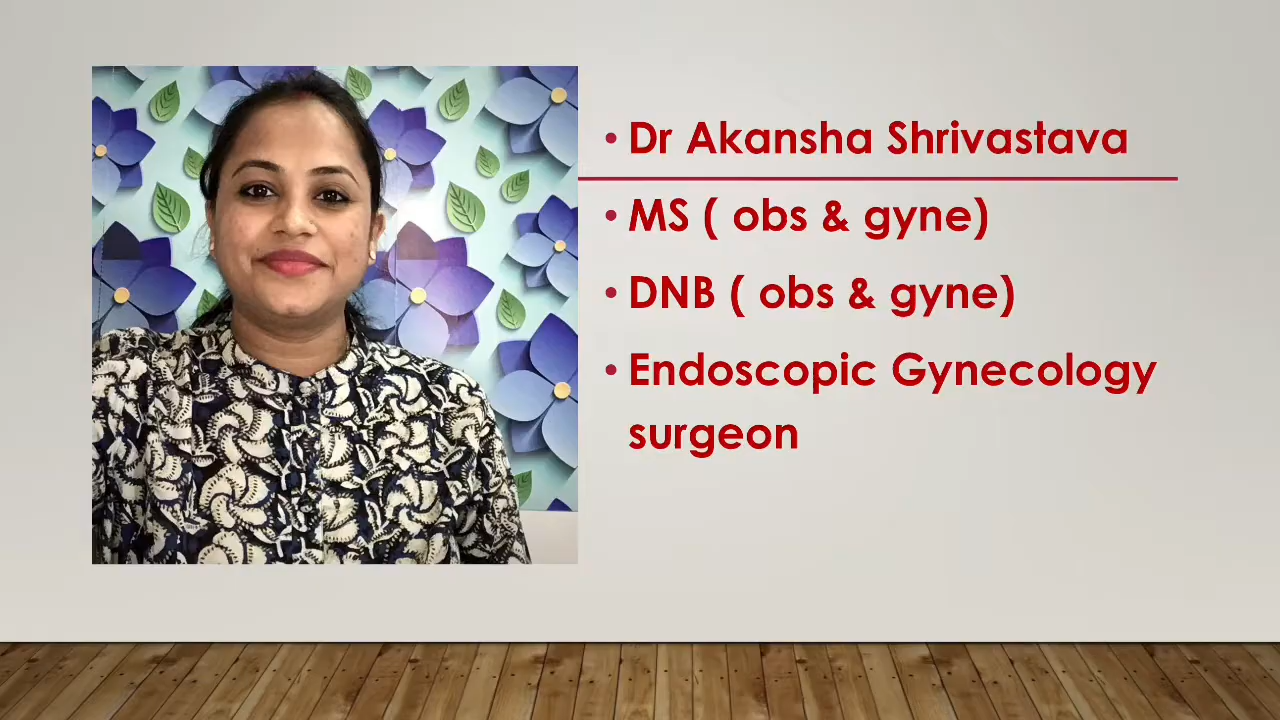 • Dr Akansha Shrivastava
• MS ( obs & gyne)
• DNB ( obs & gyne)
• Endoscopic Gynecology
surgeon